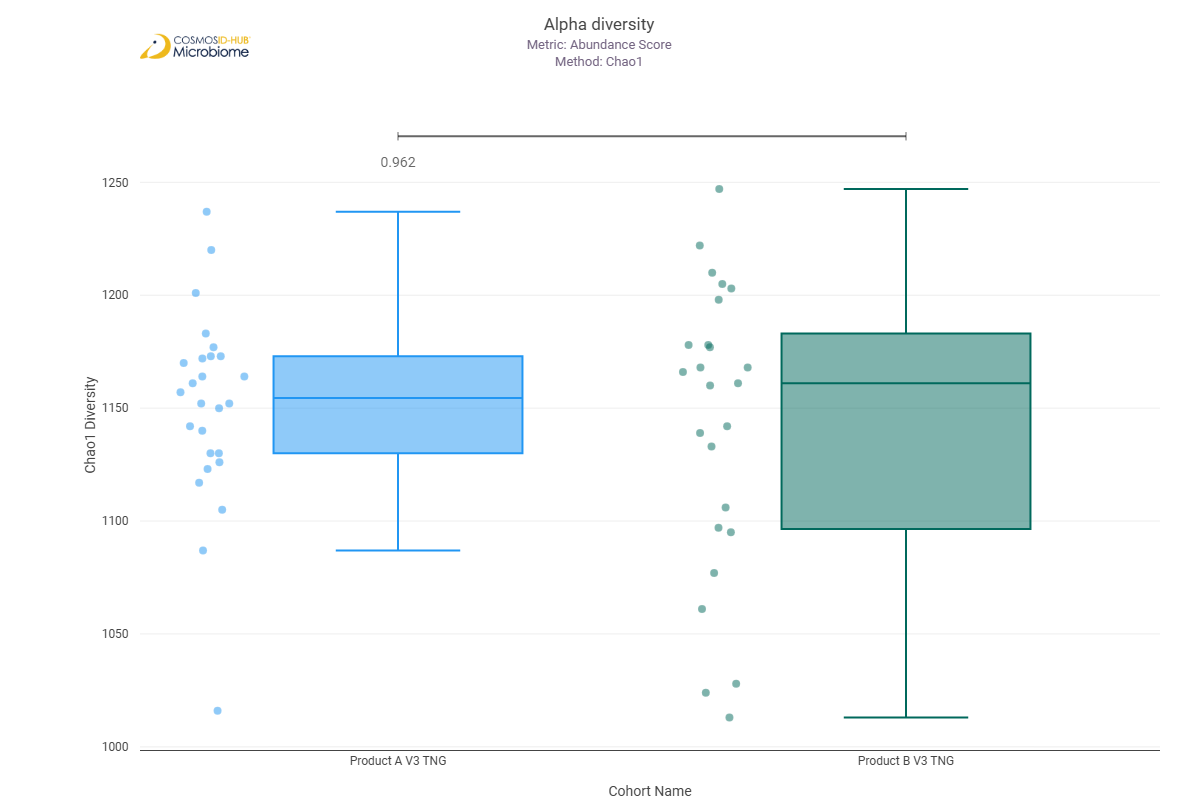 Alpha diversity
Metric: Abundance Score
Method: Chao1
COSMOSID-HUB
Microbiome
0.962
1250
1200
1150
1100
1050
1000
Chao1 Diversity
Product A V3 TNG
Product B V3 TNG
Cohort Name